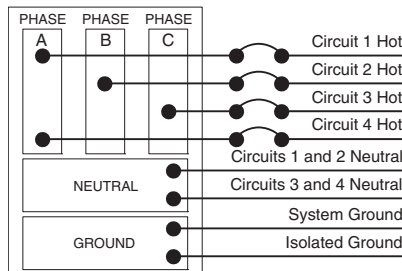 PHASE PHASE PHASE
A B C
Circuit 1 Hot
Circuit 2 Hot
Circuit 3 Hot
Circuit 4 Hot
Circuits 1 and 2 Neutral
NEUTRAL
Circuits 3 and 4 Neutral
System Ground
GROUND
Isolated Ground